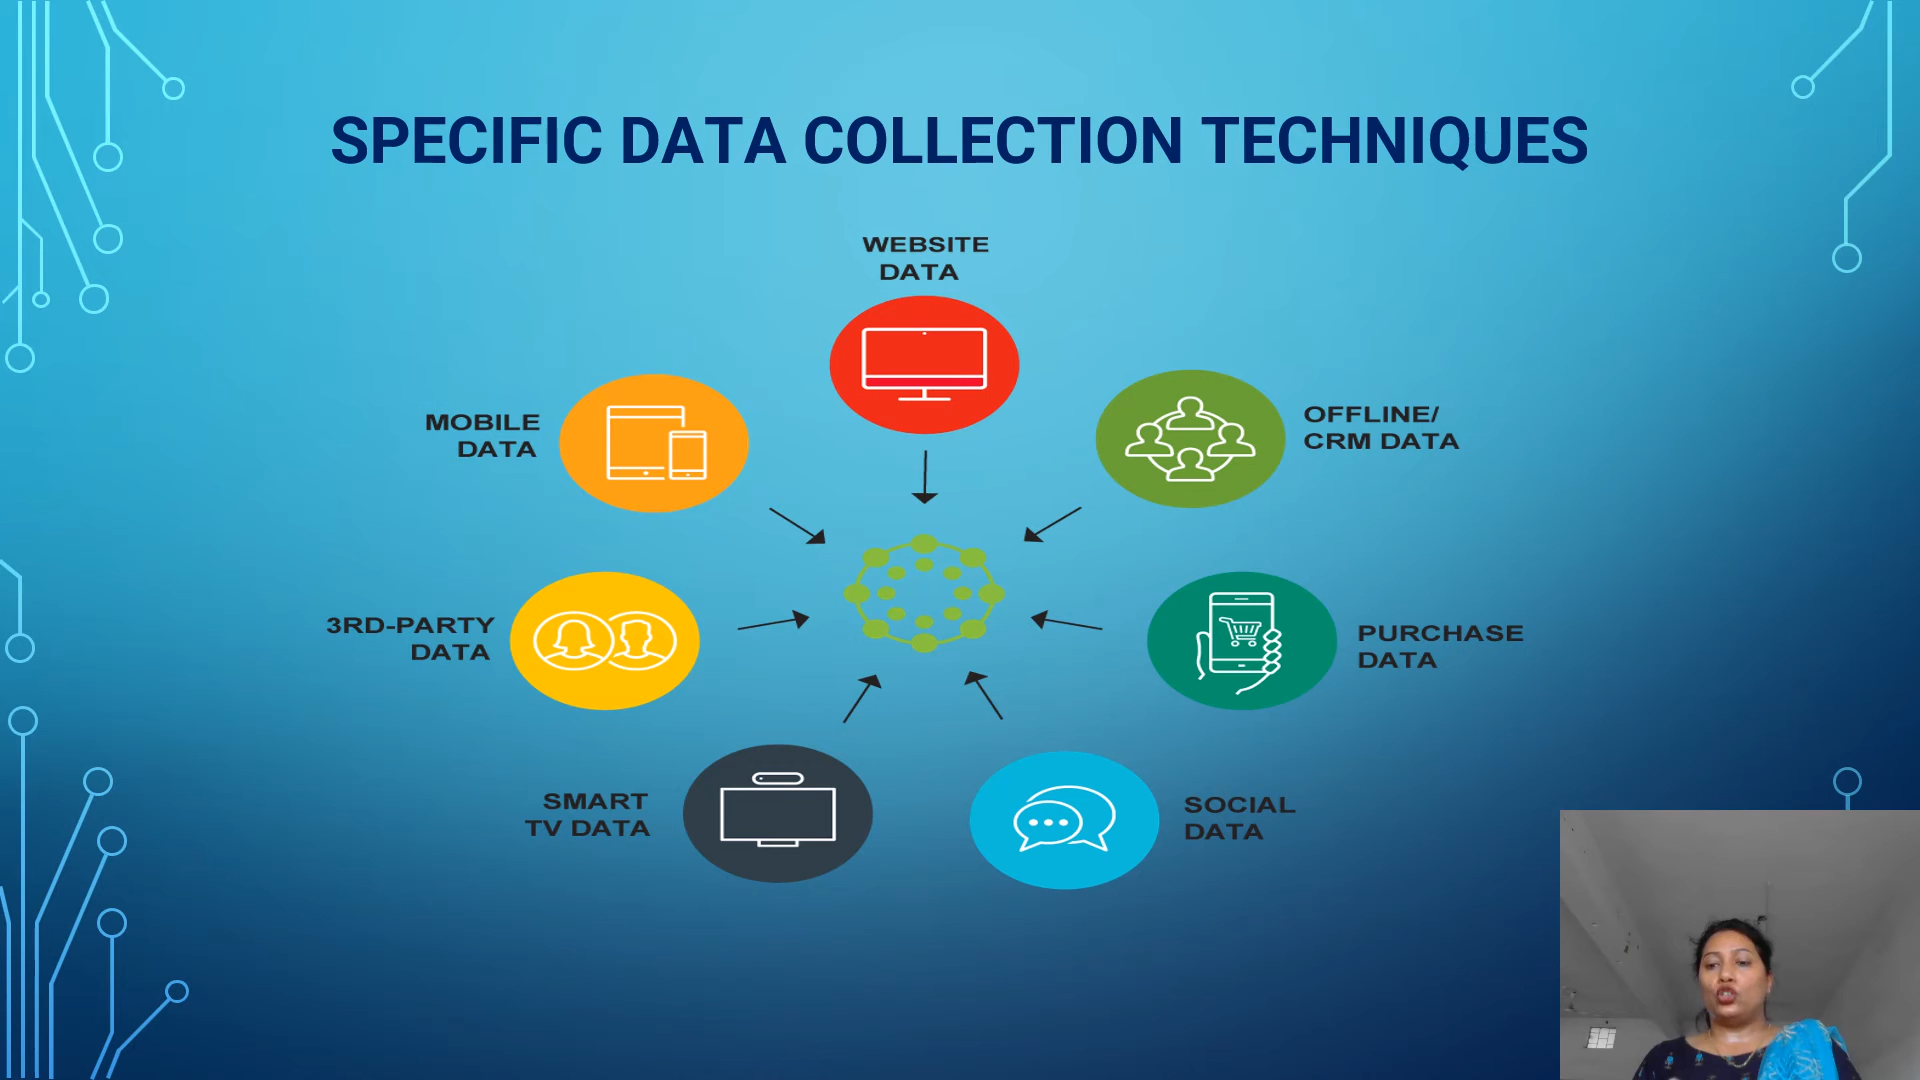 SPECIFIC DATA COLLECTION TECHNIQUES
WEBSITE
DATA
MOBILE
DATA
OFFLINE/
CRM DATA
3RD-PARTY
DATA
PURCHASE
DATA
SMART
TV DATA
SOCIAL
DATA